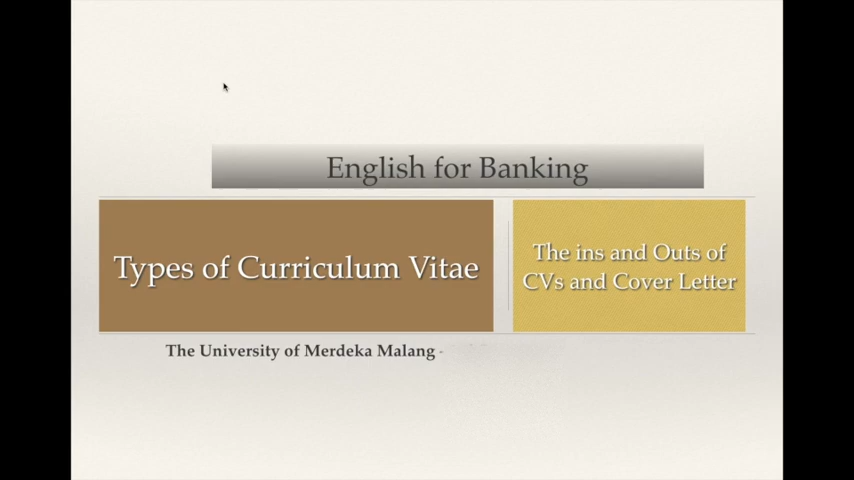 English for Banking
Types of Curriculum Vitae
The ins and Outs of
CVs and Cover Letter
The University of Merdeka Malang -